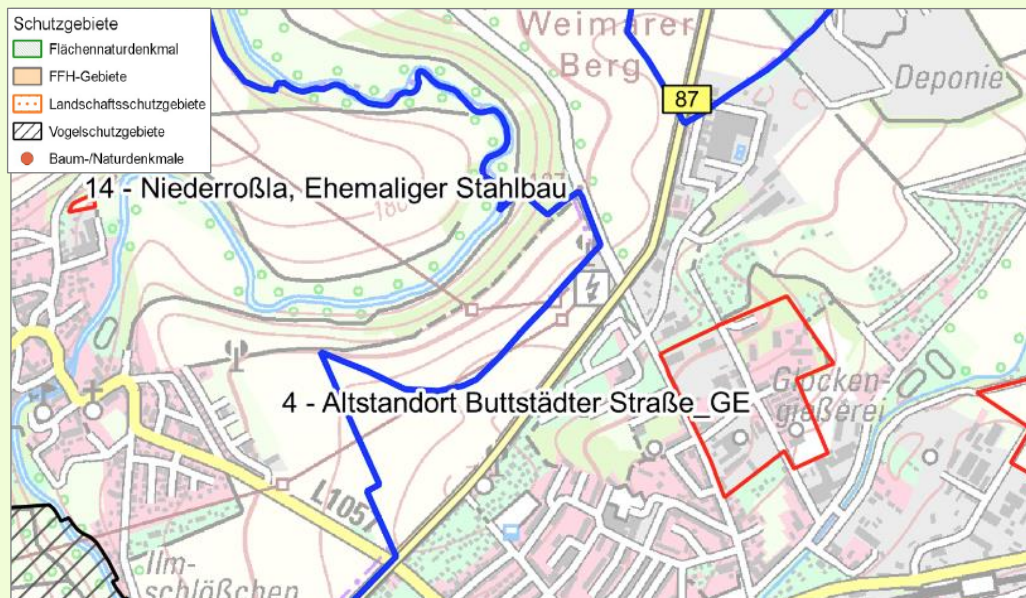 Schutzgebiete
Flächennaturdenkmal
FFH-Gebiete
Landschaftsschutzgebiete
Vogelschutzgebiete
Baum-/Naturdenkmale
Weimarer
Berg
87
Deponie
14 - Niederroßla, Ehemaliger Stahlbau
180
4 - Altstandort Buttstädter Straße_GE
Glocken-
gießerei
L1057
Ilm-
schlößchen